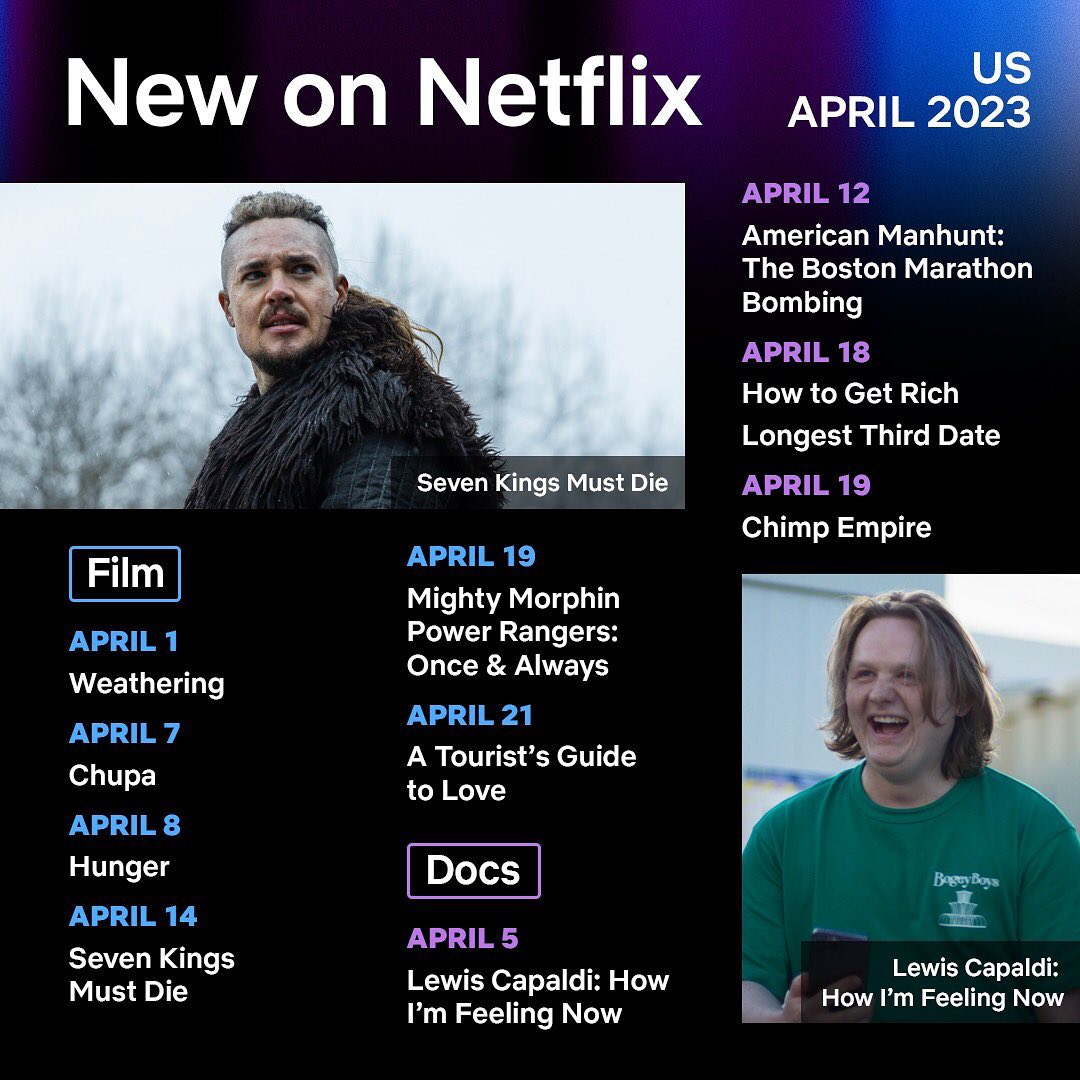 New on Netflix
US
APRIL 2023
Seven Kings Must Die
Film
APRIL 1
Weathering
APRIL 7
Chupa
APRIL 8
Hunger
APRIL 14
Seven Kings
Must Die
APRIL 19
Mighty Morphin
Power Rangers:
Once & Always
APRIL 21
A Tourist’s Guide
to Love
Docs
APRIL 5
Lewis Capaldi: How
I’m Feeling Now
APRIL 12
American Manhunt:
The Boston Marathon
Bombing
APRIL 18
How to Get Rich
Longest Third Date
APRIL 19
Chimp Empire
Bogey Boys
Lewis Capaldi:
How I’m Feeling Now